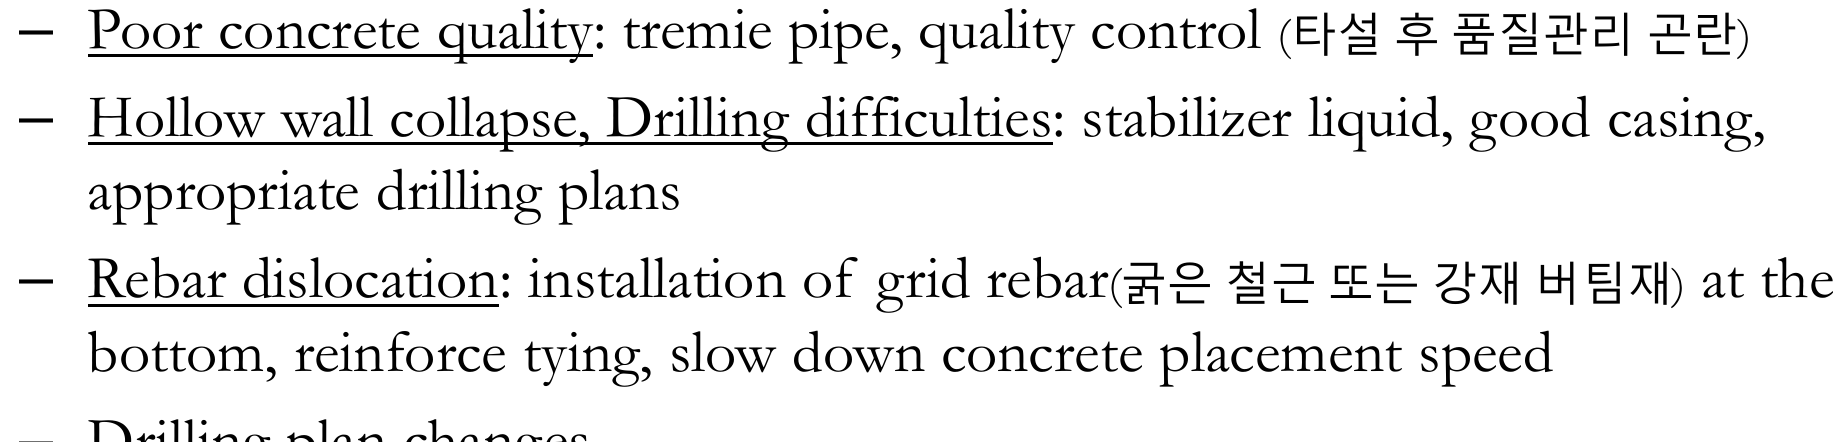 – Poor concrete quality: tremie pipe, quality control (타설 후 품질관리 곤란)
– Hollow wall collapse, Drilling difficulties: stabilizer liquid, good casing,
appropriate drilling plans
– Rebar dislocation: installation of grid rebar(굵은 철근 또는 강재 버팀재) at the
bottom, reinforce tying, slow down concrete placement speed
– Drilling plan changes